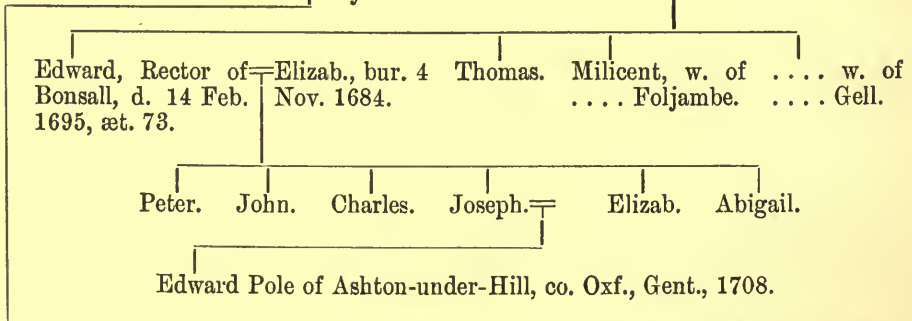 Edward, Rector of=Elizab., bur. 4 Thomas. Milicent, w. of .... w. of
Bonsall, d. 14 Feb. Nov. 1684. .... Foljambe. .... Gell.
1695, æt. 73.
Peter. John. Charles. Joseph.= Elizab. Abigail.
Edward Pole of Ashton-under-Hill, co. Oxf., Gent., 1708.